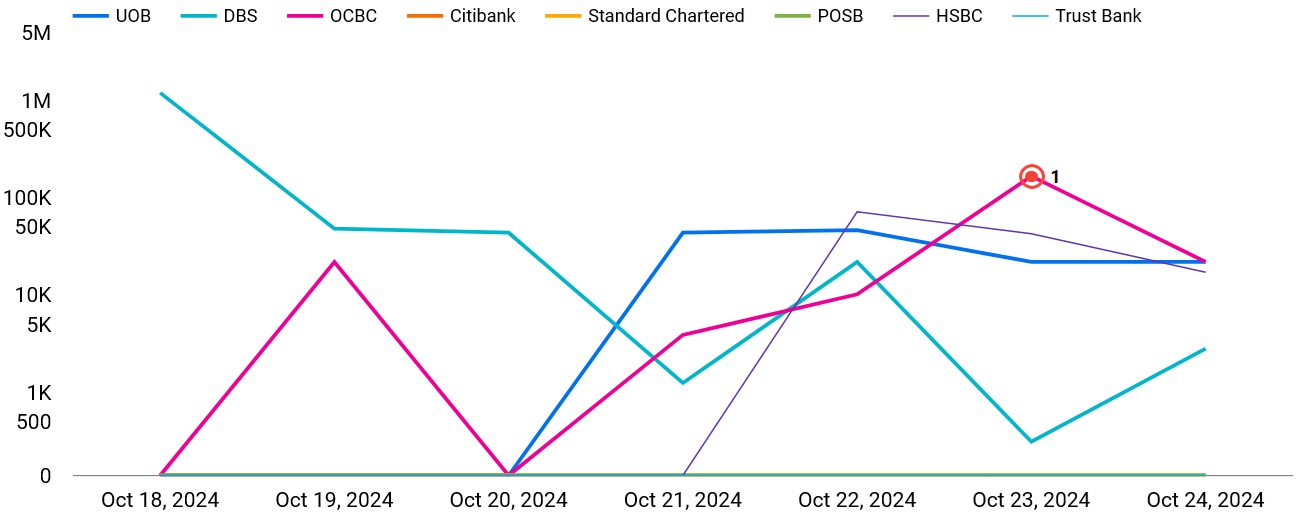 UOB DBS OCBC Citibank Standard Chartered POSB HSBC Trust Bank
5M
1M
500K
100K
1
50K
10K
5K
1K
500
0
Oct 18, 2024 Oct 19, 2024 Oct 20, 2024 Oct 21, 2024 Oct 22, 2024 Oct 23, 2024 Oct 24, 2024